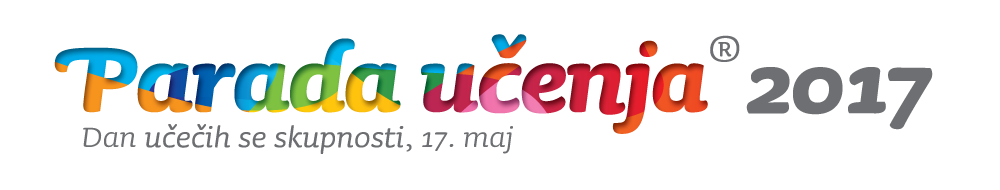 Parada učenja® 2017
Dan učečih se skupnosti, 17. maj